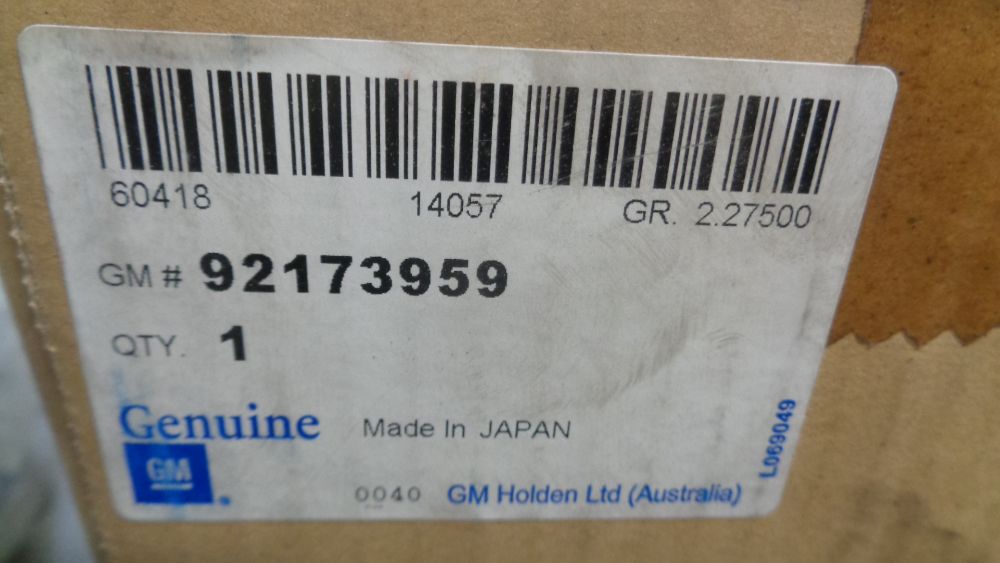 60418 14057 GR. 2.27500
GM # 92173959
QTY. 1
Genuine Made In JAPAN
GM
0040 GM Holden Ltd (Australia)
L069049